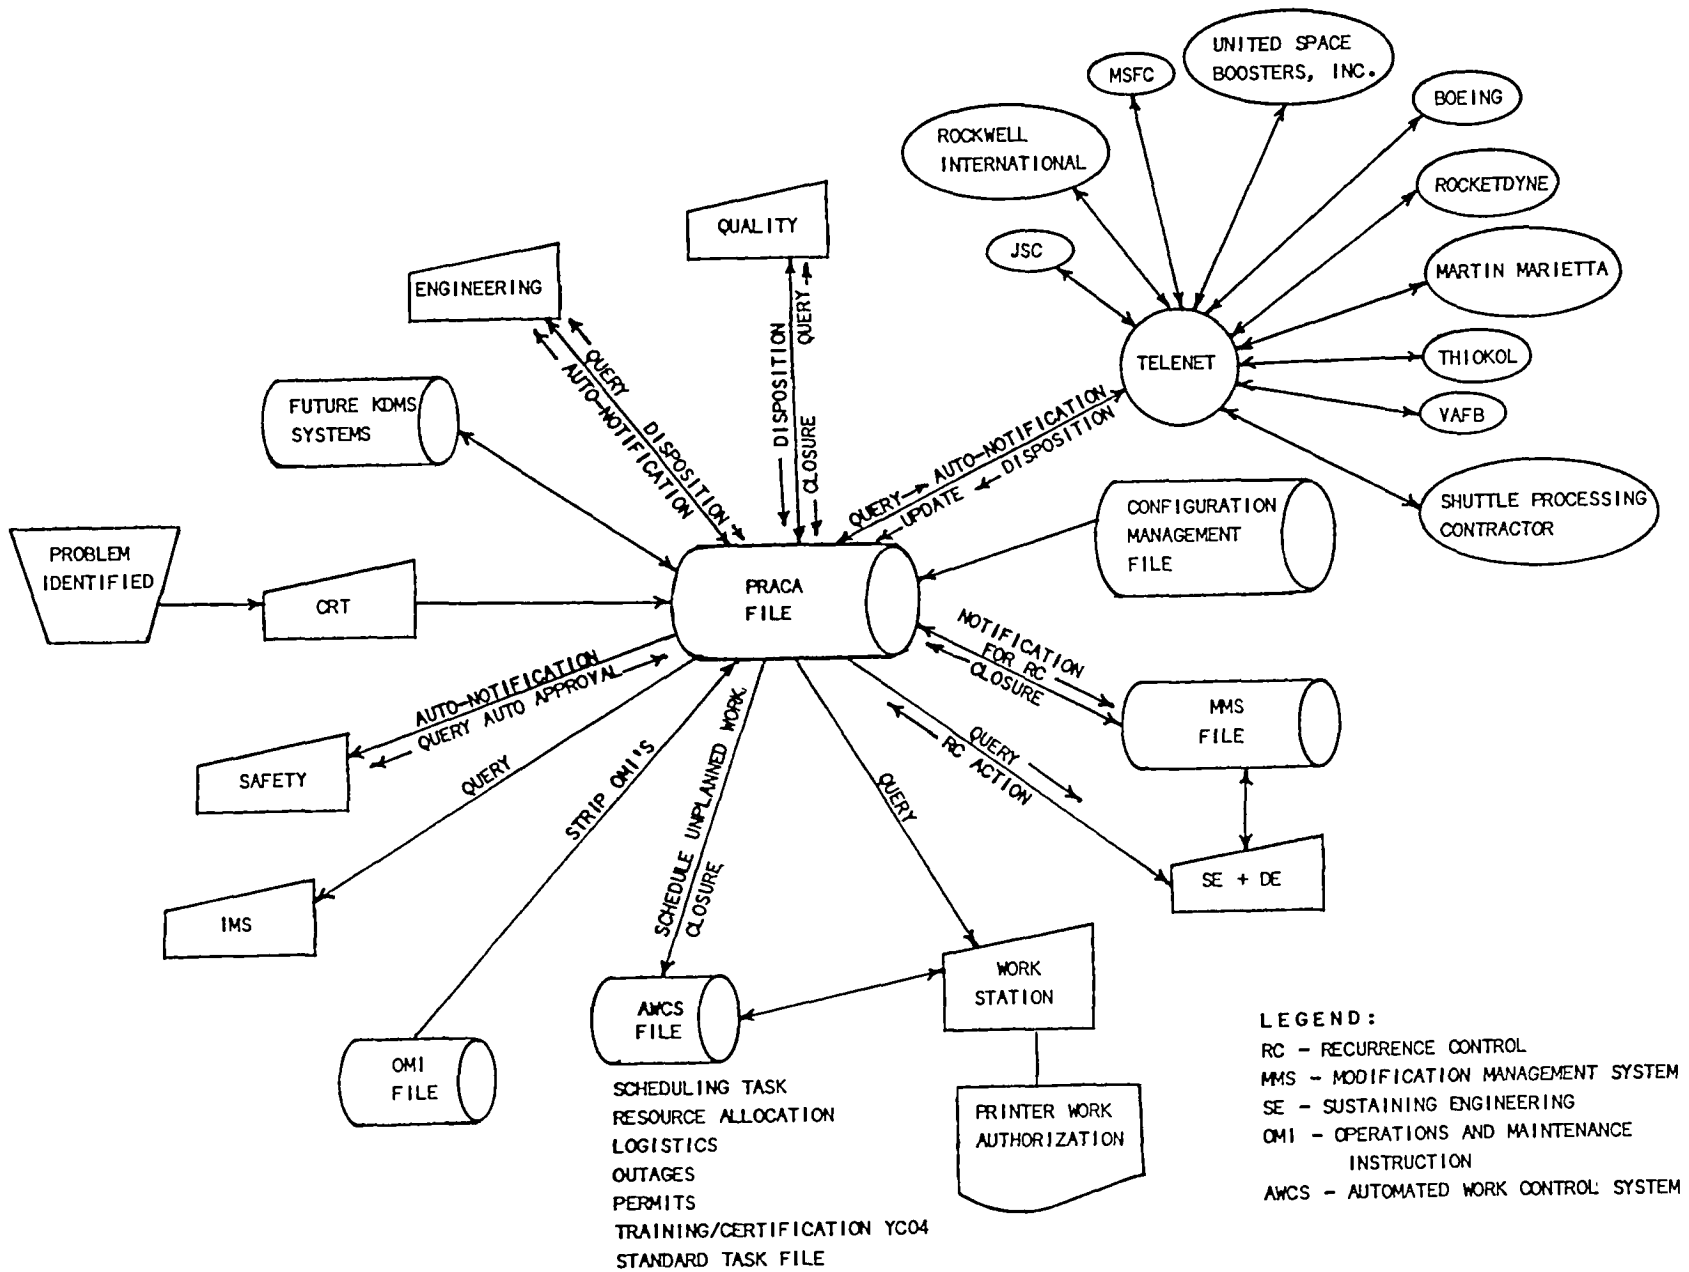 UNITED SPACE
BOOSTERS, INC.
MSFC
BOEING
ROCKWELL
INTERNATIONAL
ROCKETDYNE
QUALITY
JSC
MARTIN MARIETTA
ENGINEERING
TELENET
THIOKOL
VAFB
SHUTTLE PROCESSING
CONTRACTOR
QUERY
DISPOSITION
AUTO-NOTIFICATION
DISPOSITION
QUERY
CLOSURE
QUERY
AUTO-NOTIFICATION
UPDATE
DISPOSITION
FUTURE KDMS
SYSTEMS
CONFIGURATION
MANAGEMENT
FILE
PROBLEM
IDENTIFIED
CRT
PRACA
FILE
NOTIFICATION
FOR RC
CLOSURE
AUTO-NOTIFICATION
QUERY AUTO APPROVAL
MMS
FILE
SAFETY
QUERY
STRIP OMI'S
SCHEDULE UNPLANNED WORK,
CLOSURE,
QUERY
QUERY
RC ACTION
SE + DE
IMS
WORK
STATION
AWCS
FILE
OMI
FILE
SCHEDULING TASK
RESOURCE ALLOCATION
LOGISTICS
OUTAGES
PERMITS
TRAINING/CERTIFICATION YC04
STANDARD TASK FILE
PRINTER WORK
AUTHORIZATION
LEGEND:
RC - RECURRENCE CONTROL
MMS - MODIFICATION MANAGEMENT SYSTEM
SE - SUSTAINING ENGINEERING
OMI - OPERATIONS AND MAINTENANCE
INSTRUCTION
AWCS - AUTOMATED WORK CONTROL SYSTEM